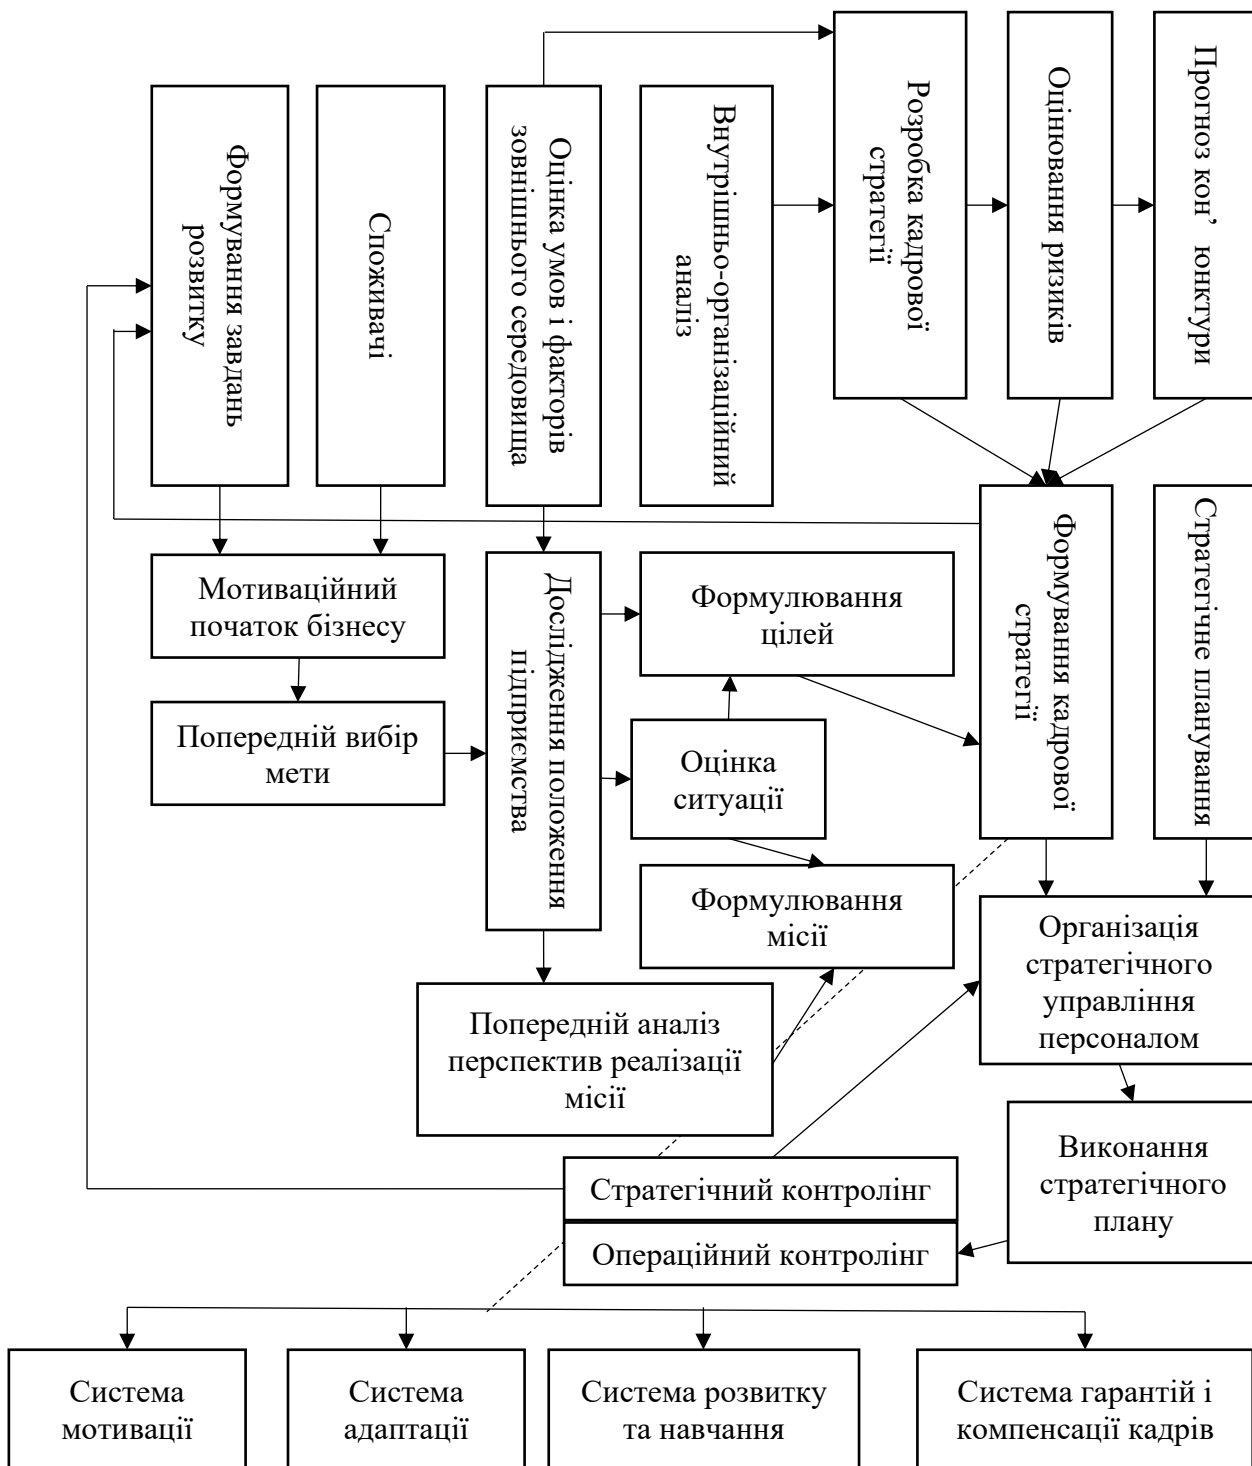 Формування завдань
розвитку
Споживачі
Оцінка умов і факторів
зовнішнього середовища
Внутрішньо-організаційний
аналіз
Розробка кадрової
стратегії
Оцінювання ризиків
Прогноз кон’ юнктури
Мотиваційний
початок бізнесу
Попередній вибір
мети
Дослідження положення
підприємства
Формулювання
цілей
Оцінка
ситуації
Формулювання
місії
Формування кадрової
стратегії
Стратегічне планування
Попередній аналіз
перспектив реалізації
місії
Організація
стратегічного
управління
персоналом
Виконання
стратегічного
плану
Стратегічний контролінг
Операційний контролінг
Система
мотивації
Система
адаптації
Система розвитку
та навчання
Система гарантій і
компенсації кадрів